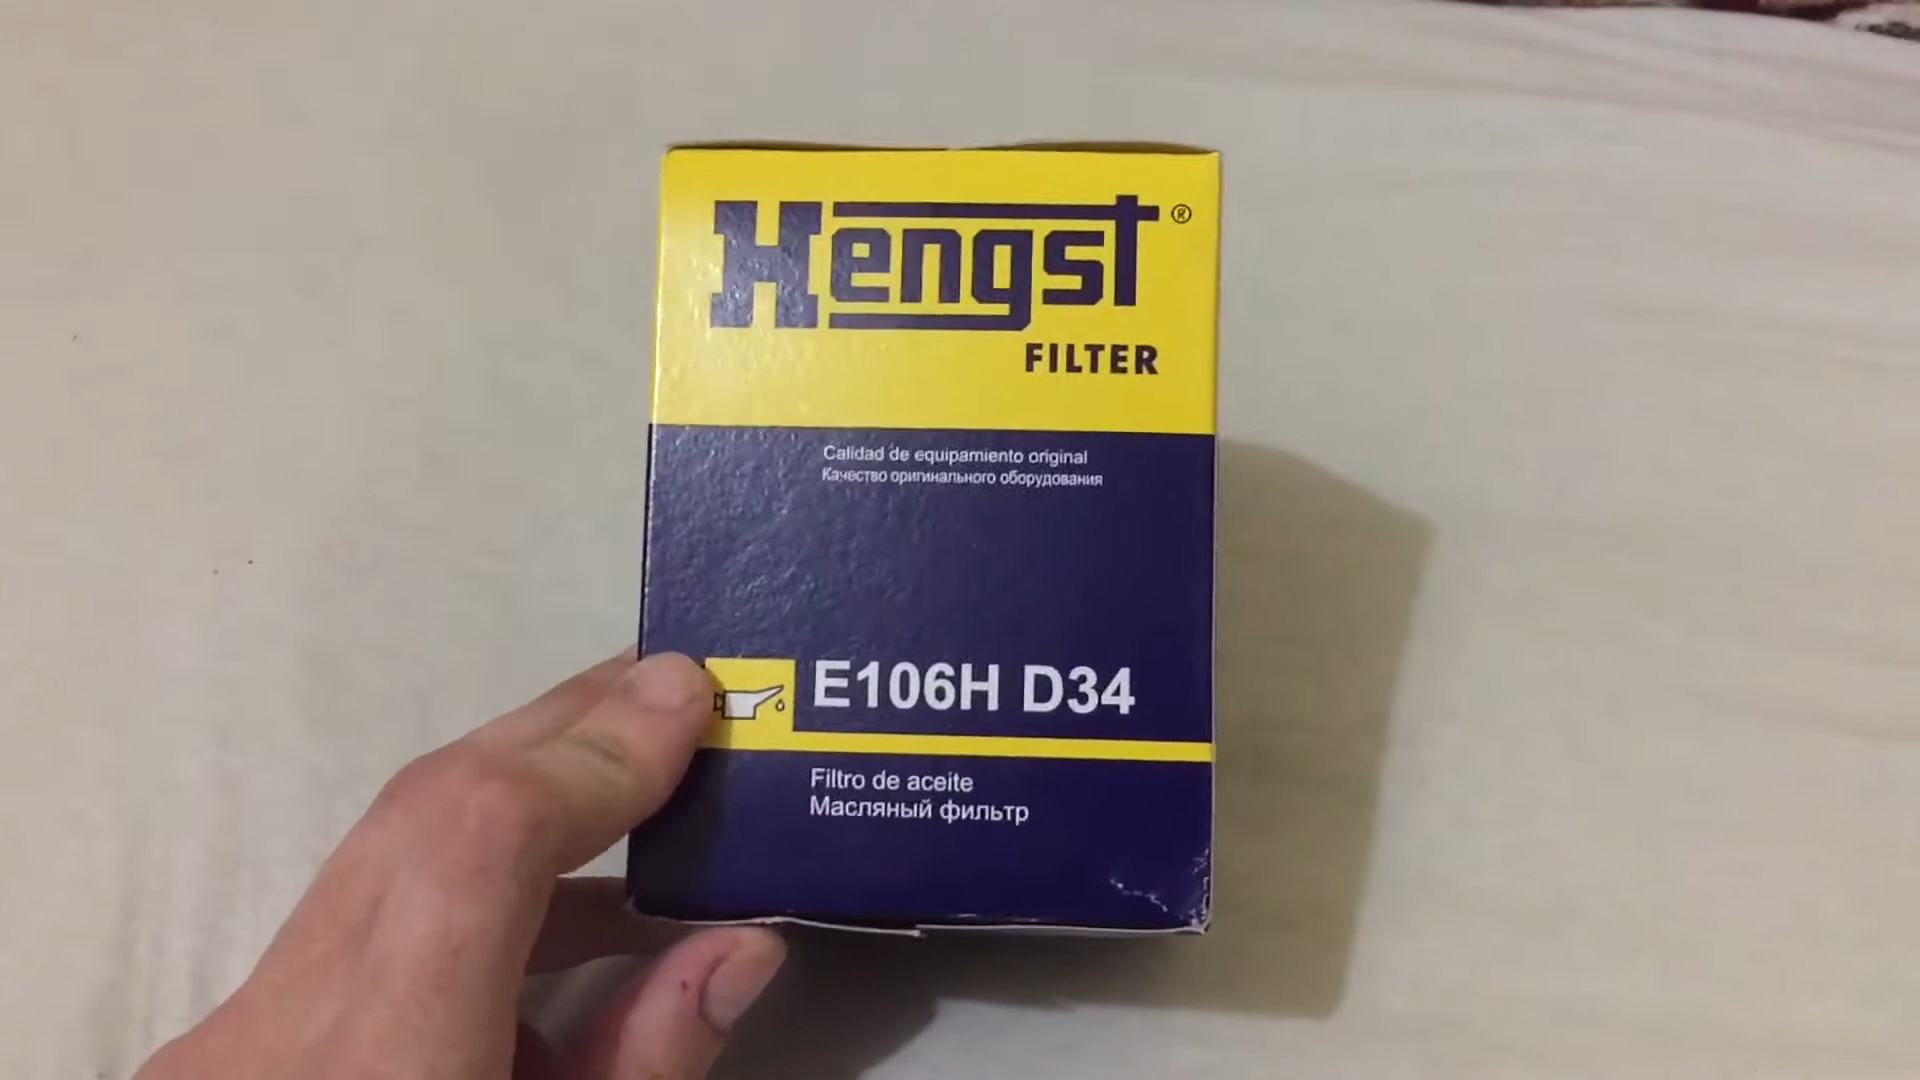 Hengst®
FILTER
Calidad de equipamiento original
Качество оригинального оборудования
E106H D34
Filtro de aceite
Масляный фильтр